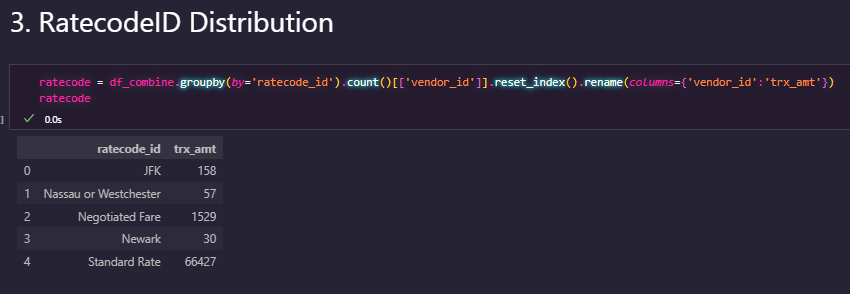 3. RatecodeID Distribution
ratecode = df_combine.groupby(by='ratecode_id').count()[['vendor_id']].reset_index().rename(columns={'vendor_id':'trx_amt'})
ratecode
] ✓ 0.0s
ratecode_id trx_amt
0 JFK 158
1 Nassau or Westchester 57
2 Negotiated Fare 1529
3 Newark 30
4 Standard Rate 66427